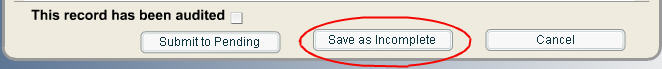 This record has been audited
Submit to Pending Save as Incomplete Cancel